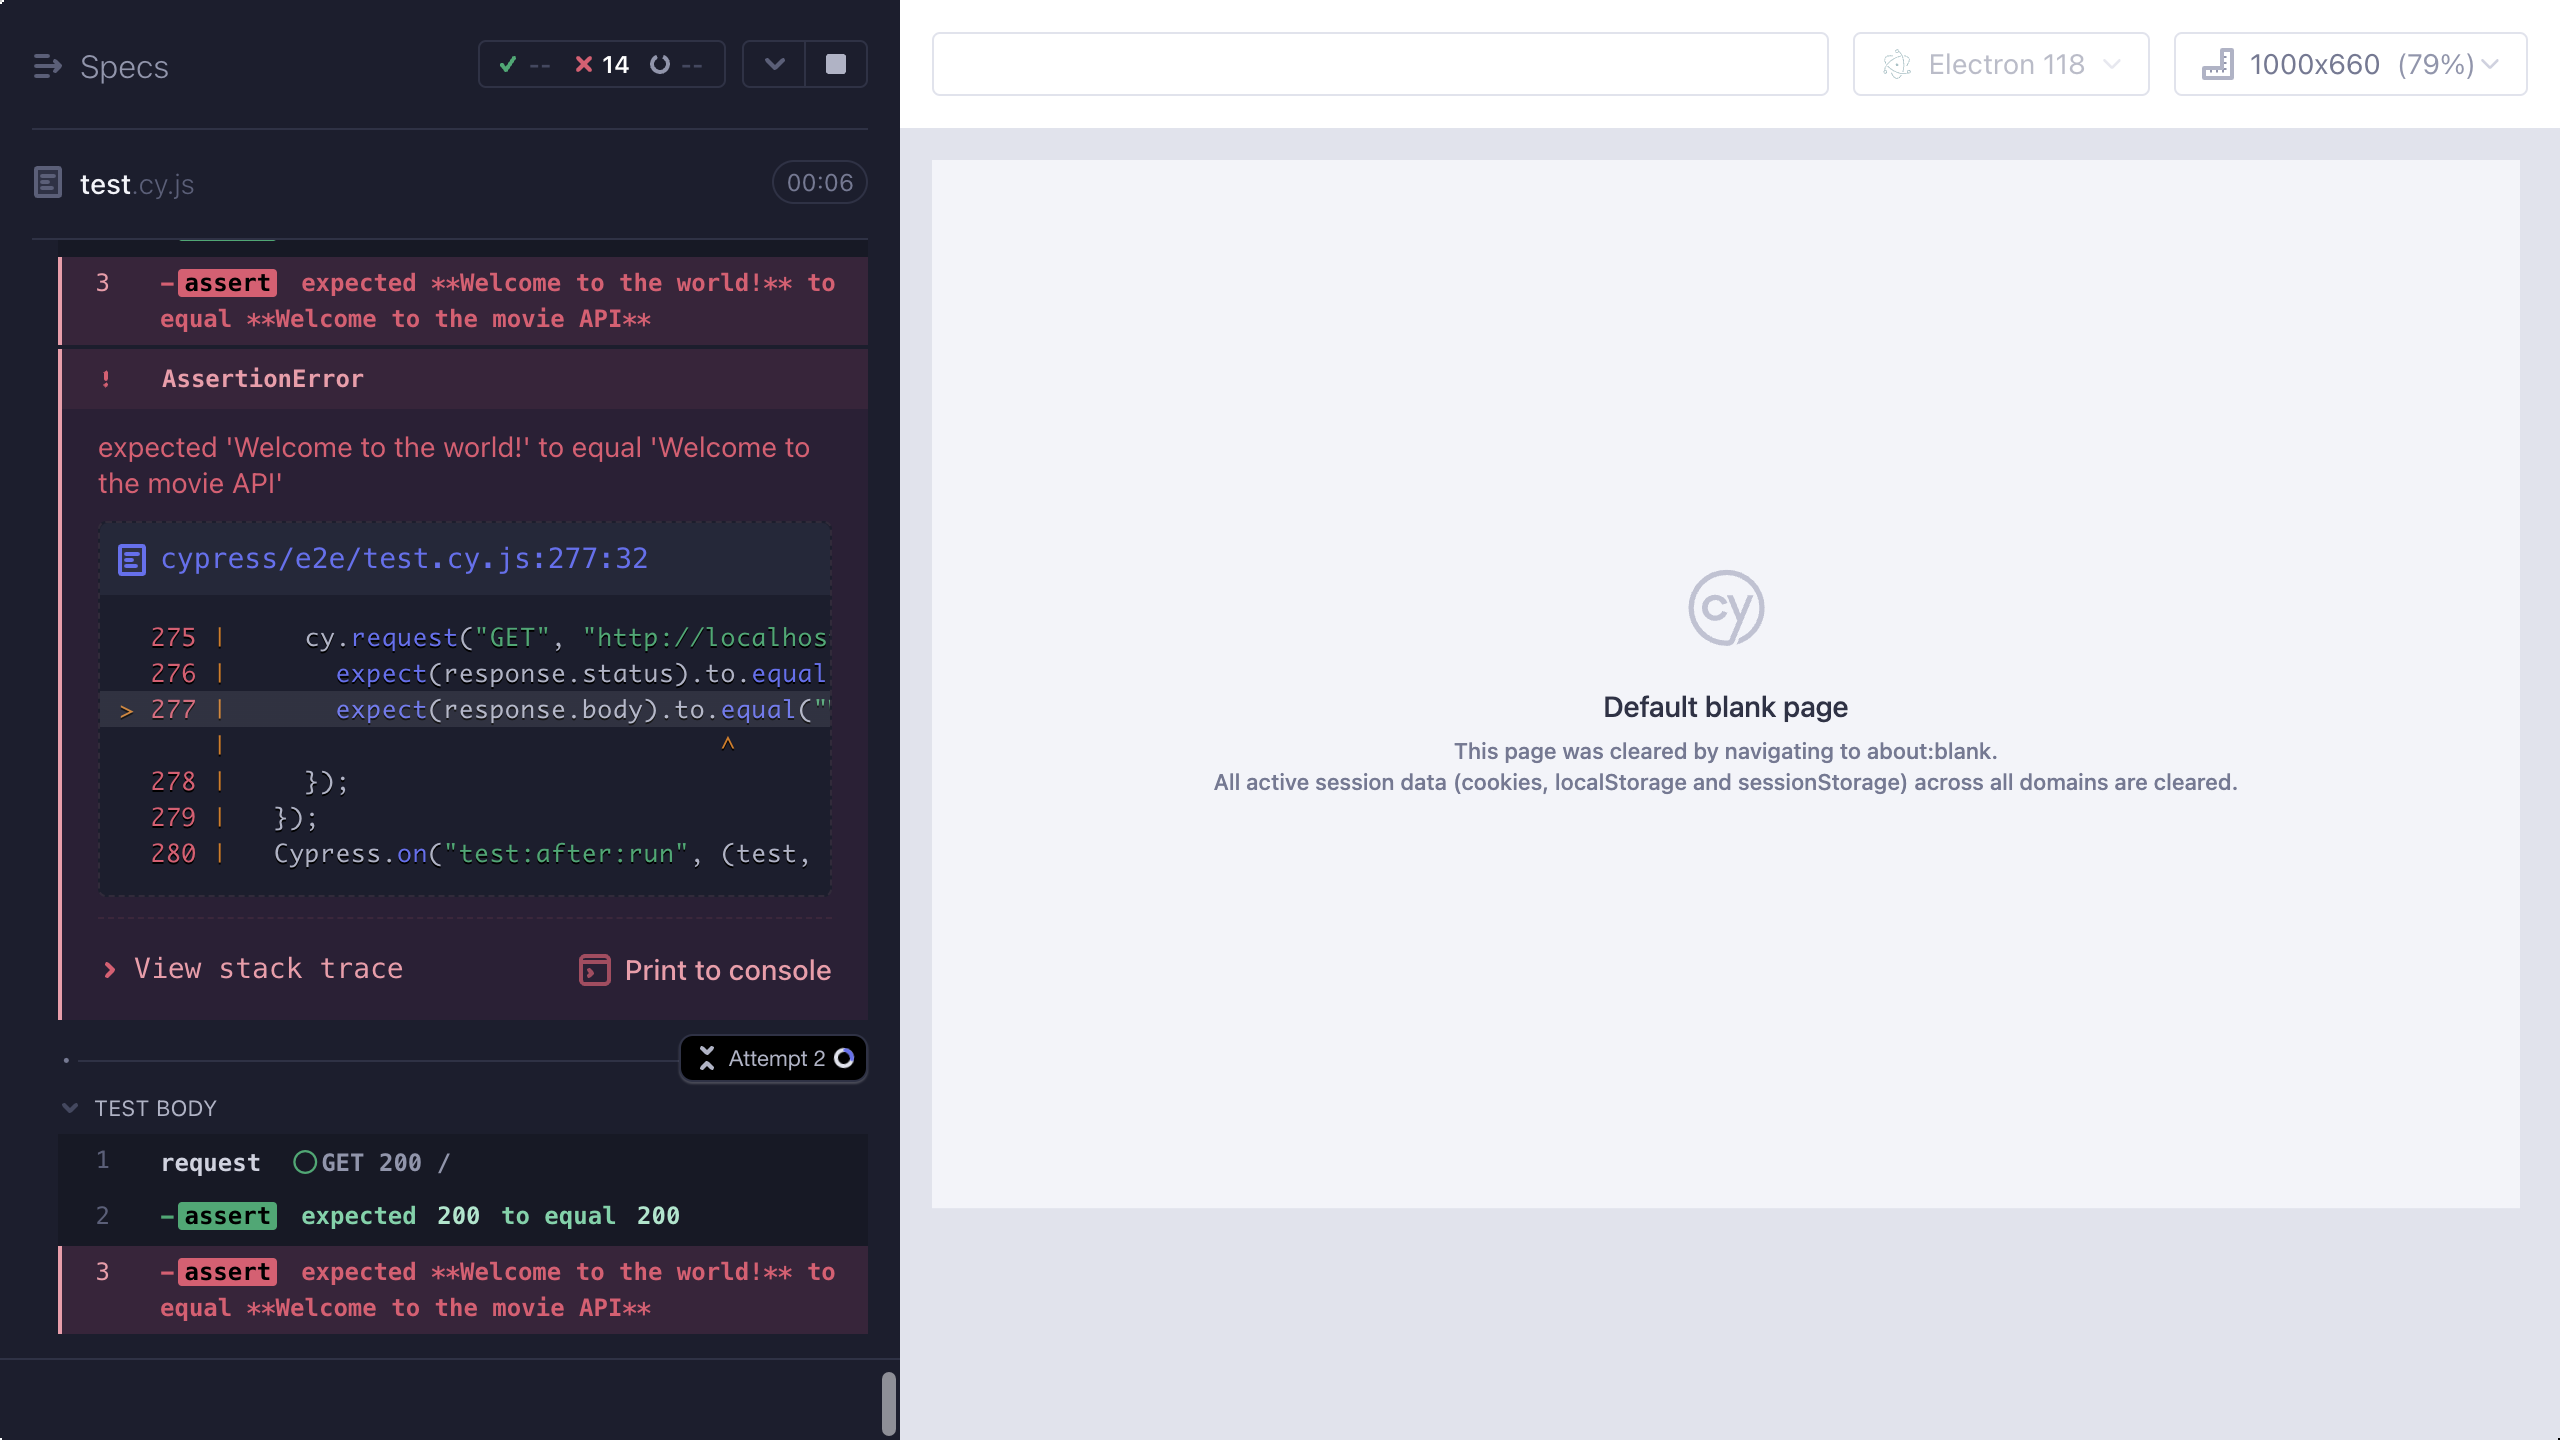 Specs
-- 14 --
test.cy.js
00:06
3 -assert expected **Welcome to the world!** to
equal **Welcome to the movie API**
! AssertionError
expected 'Welcome to the world!' to equal 'Welcome to
the movie API'
cypress/e2e/test.cy.js:277:32
275 | cy.request("GET", "http://localhos
276 | expect(response.status).to.equal
> 277 | expect(response.body).to.equal("
| ^
278 | });
279 | });
280 | Cypress.on("test:after:run", (test,
View stack trace
Print to console
Attempt 2
TEST BODY
1 request GET 200 /
2 -assert expected 200 to equal 200
3 -assert expected **Welcome to the world!** to
equal **Welcome to the movie API**
Electron 118
1000x660 (79%)
cy
Default blank page
This page was cleared by navigating to about:blank.
All active session data (cookies, localStorage and sessionStorage) across all domains are cleared.